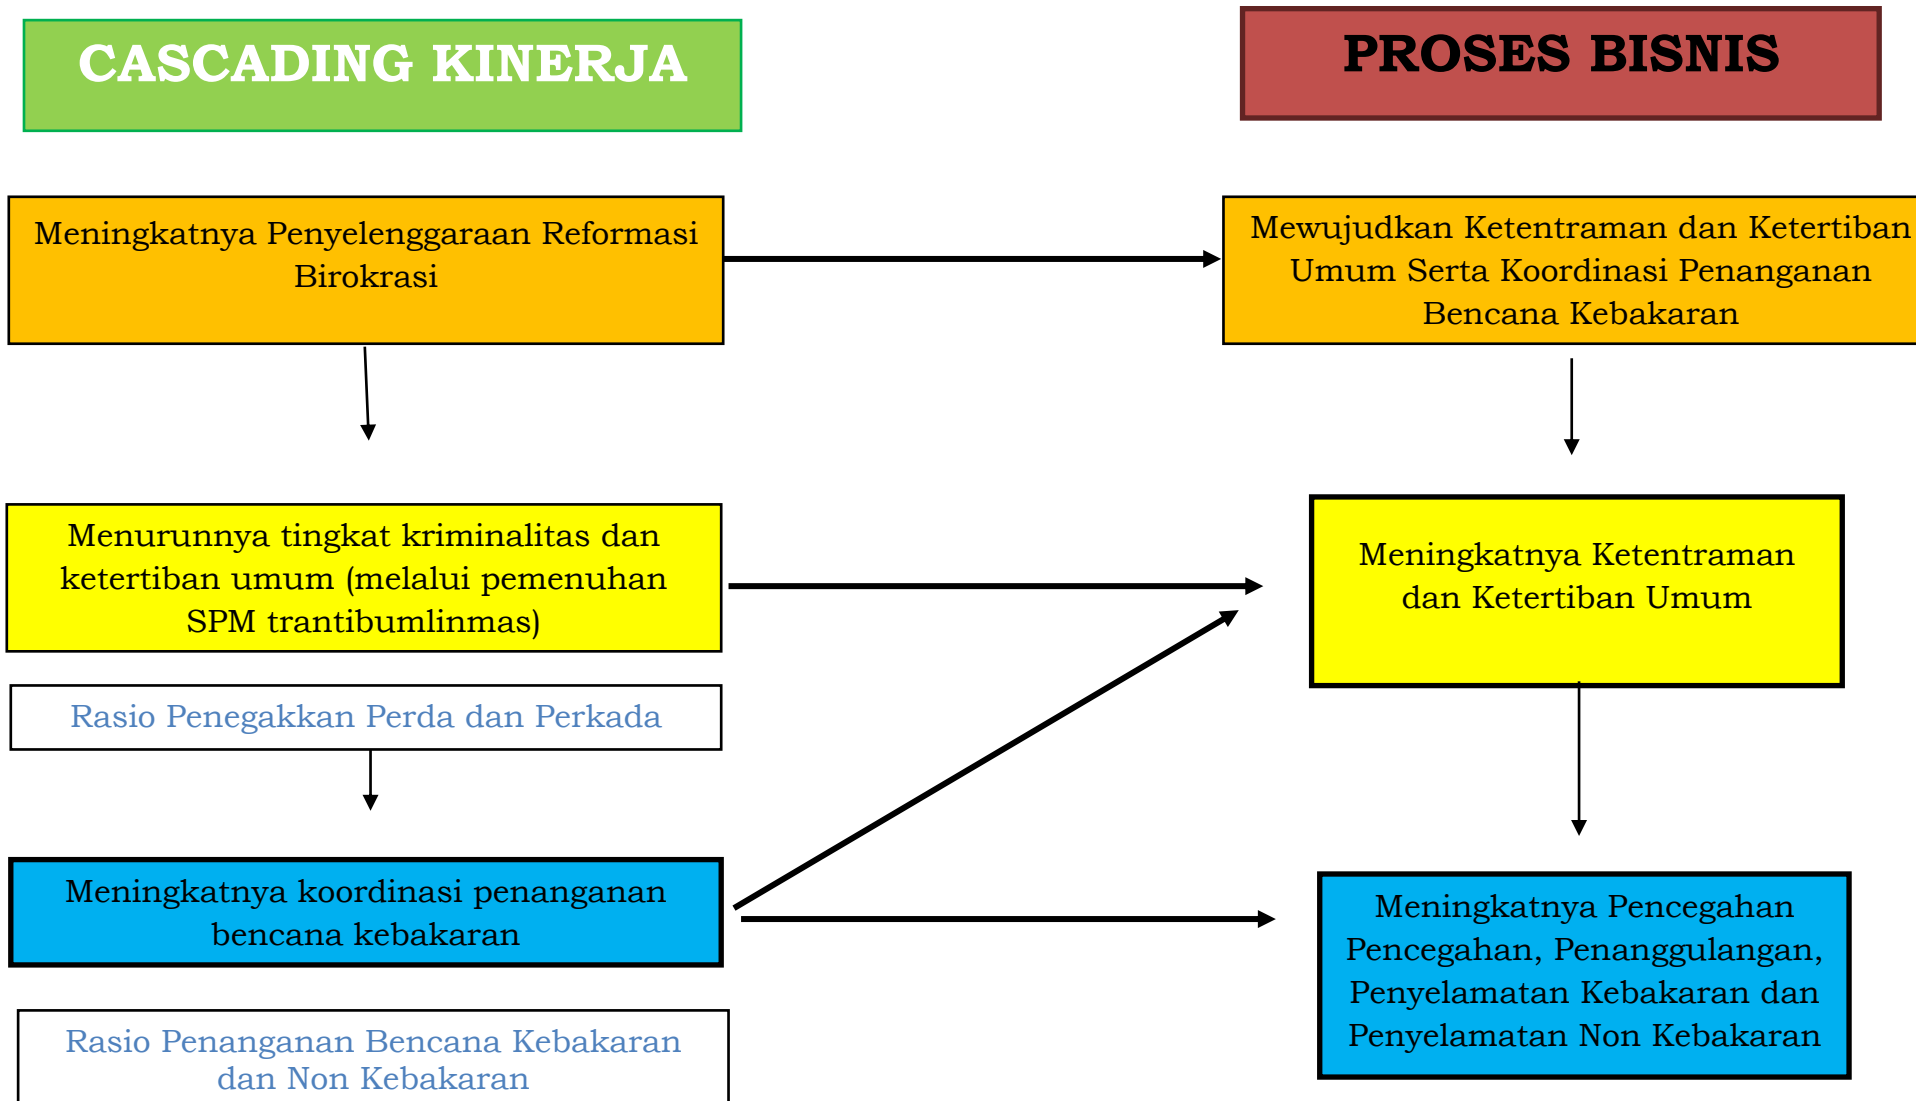 CASCADING KINERJA
PROSES BISNIS
Meningkatnya Penyelenggaraan Reformasi
Birokrasi
Mewujudkan Ketentraman dan Ketertiban
Umum Serta Koordinasi Penanganan
Bencana Kebakaran
Menurunnya tingkat kriminalitas dan
ketertiban umum (melalui pemenuhan
SPM trantibumlinmas)
Meningkatnya Ketentraman
dan Ketertiban Umum
Rasio Penegakkan Perda dan Perkada
Meningkatnya koordinasi penanganan
bencana kebakaran
Meningkatnya Pencegahan
Pencegahan, Penanggulangan,
Penyelamatan Kebakaran dan
Penyelamatan Non Kebakaran
Rasio Penanganan Bencana Kebakaran
dan Non Kebakaran